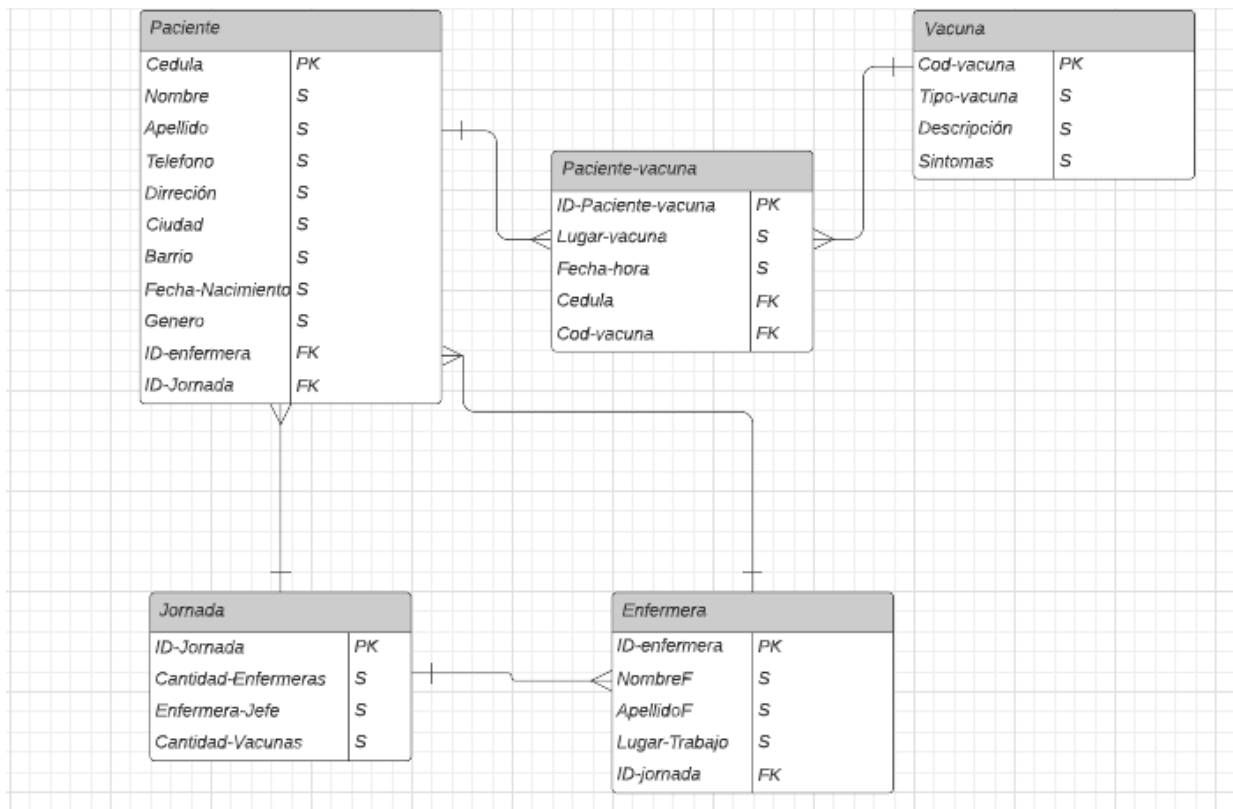 Paciente
Cedula PK
Nombre S
Apellido S
Telefono S
Dirreción S
Ciudad S
Barrio S
Fecha-Nacimiento S
Genero S
ID-enfermera FK
ID-Jornada FK
Vacuna
Cod-vacuna PK
Tipo-vacuna S
Descripción S
Sintomas S
Paciente-vacuna
ID-Paciente-vacuna PK
Lugar-vacuna S
Fecha-hora S
Cedula FK
Cod-vacuna FK
Jornada
ID-Jornada PK
Cantidad-Enfermeras S
Enfermera-Jefe S
Cantidad-Vacunas S
Enfermera
ID-enfermera PK
NombreF S
ApellidoF S
Lugar-Trabajo S
ID-jornada FK